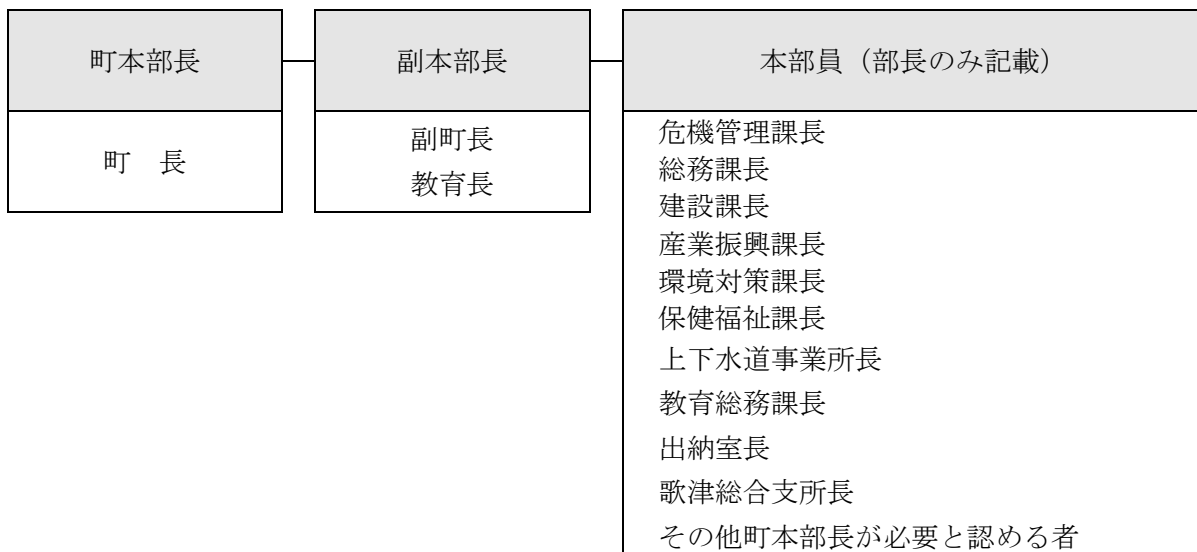 町本部長
町　長
副本部長
副町長
教育長
本部員（部長のみ記載）
危機管理課長
総務課長
建設課長
産業振興課長
環境対策課長
保健福祉課長
上下水道事業所長
教育総務課長
出納室長
歌津総合支所長
その他町本部長が必要と認める者